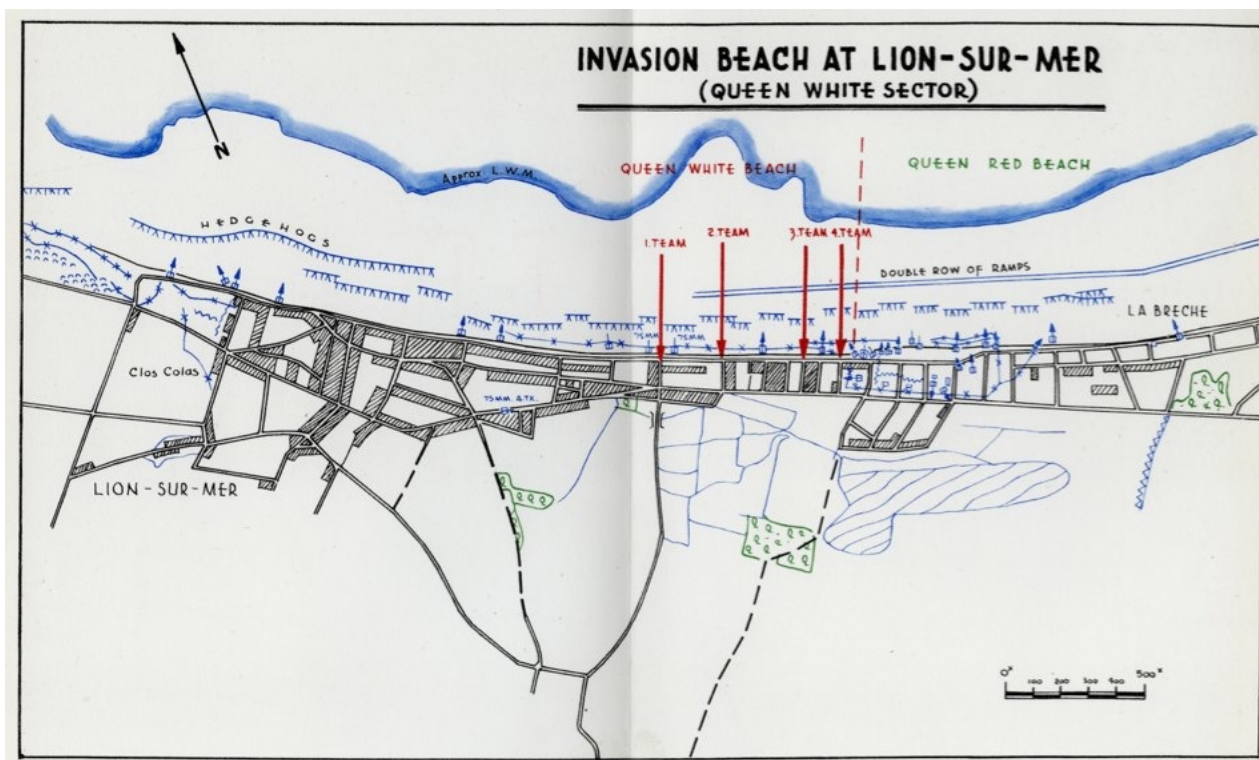 INVASION BEACH AT LION-SUR-MER
(QUEEN WHITE SECTOR)
N
Approx L.W.M.
QUEEN WHITE BEACH
QUEEN RED BEACH
HEDGEHOGS
1.TEAM
2.TEAM
3.TEAM
4.TEAM
DOUBLE ROW OF RAMPS
LA BRECHE
75MM
75MM
Clos Colas
75MM A.TK.
LION-SUR-MER
0ˣ 100 200 300 400 500ˣ